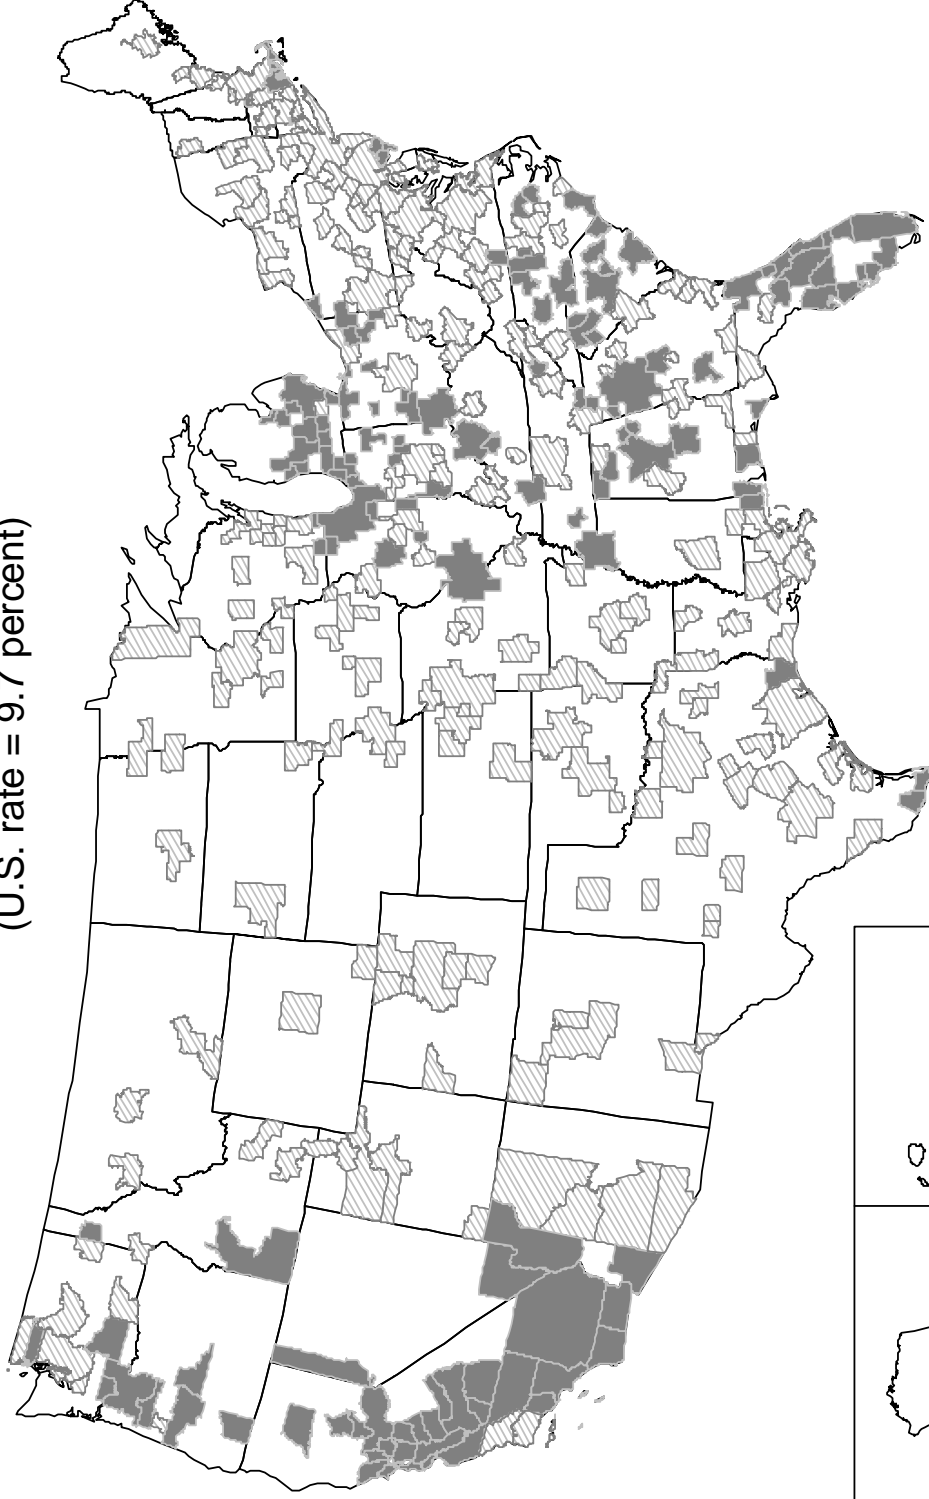 (U.S. rate = 9.7 percent)